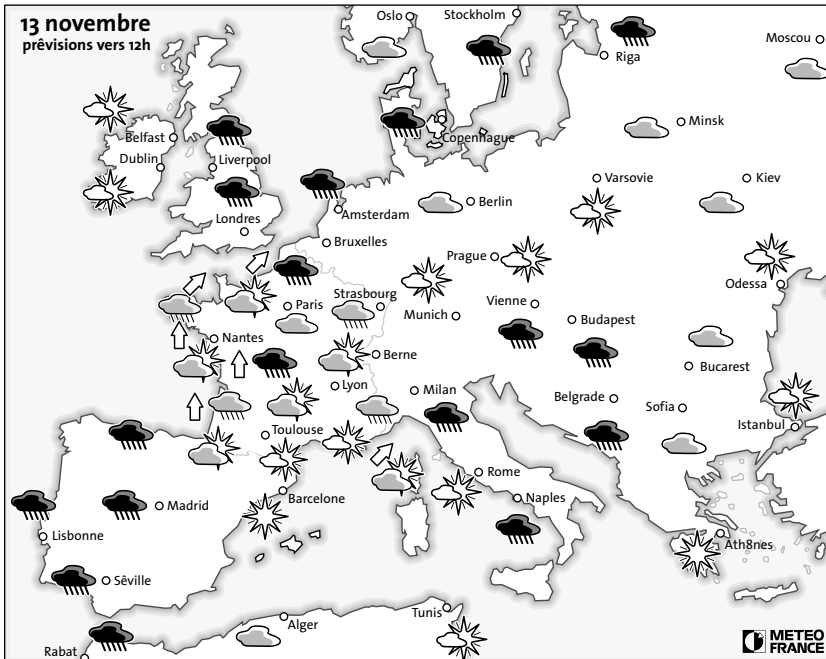 13 novembre
prêvisions vers 12h
Oslo
Stockholm
Moscou
Riga
Minsk
Belfast
Copenhague
Dublin
Liverpool
Varsovie
Kiev
Amsterdam
Berlin
Londres
Bruxelles
Prague
Odessa
Strasbourg
Paris
Vienne
Munich
Budapest
Nantes
Berne
Bucarest
Lyon
Milan
Belgrade
Sofia
Istanbul
Toulouse
Rome
Barcelone
Naples
Madrid
Lisbonne
Ath8nes
Sêville
Tunis
Alger
Rabat
METEO
FRANCE